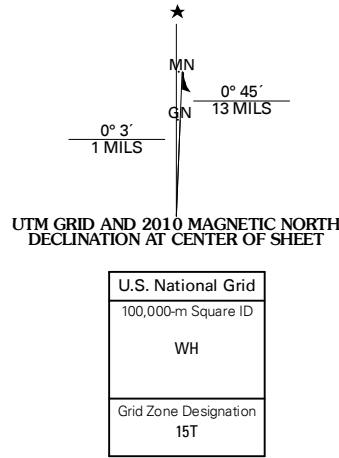 ★
MN
0° 45´
13 MILS
GN
0° 3´
1 MILS
UTM GRID AND 2010 MAGNETIC NORTH
DECLINATION AT CENTER OF SHEET
U.S. National Grid
100,000-m Square ID
WH
Grid Zone Designation
15T